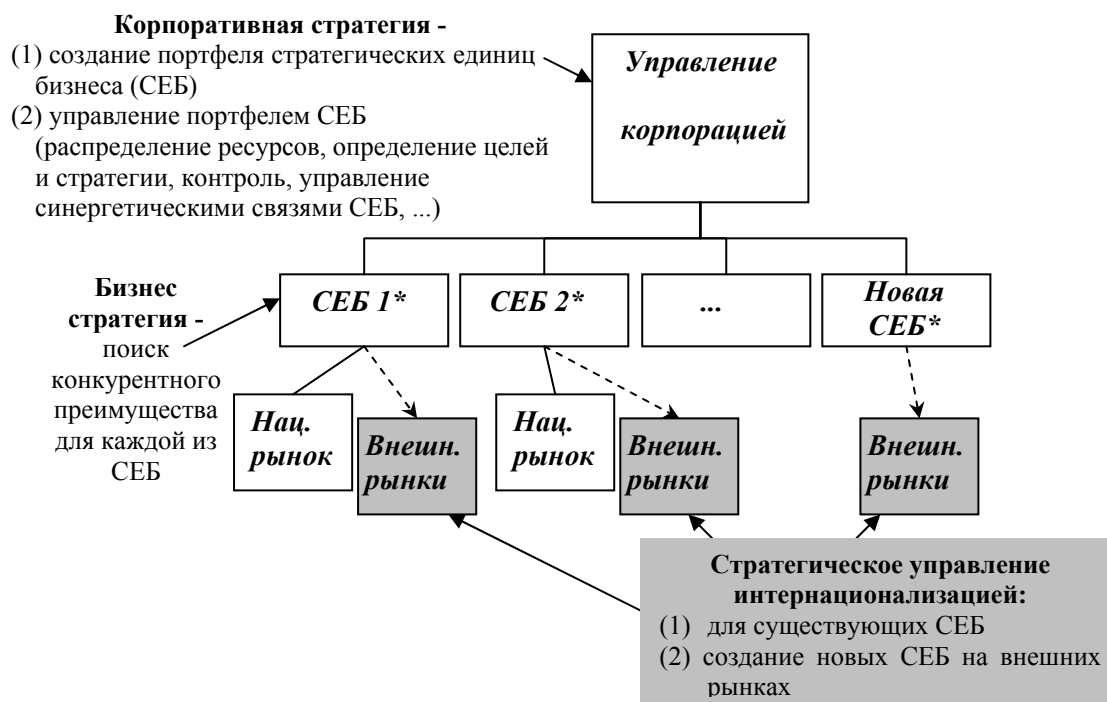 Корпоративная стратегия -
(1) создание портфеля стратегических единиц
бизнеса (СЕБ)
(2) управление портфелем СЕБ
(распределение ресурсов, определение целей
и стратегии, контроль, управление
синергетическими связями СЕБ, ...)
Управление
корпорацией
Бизнес
стратегия -
поиск
конкурентного
преимущества
для каждой из
СЕБ
СЕБ 1*
СЕБ 2*
...
Новая
СЕБ*
Нац.
рынок
Внешн.
рынки
Нац.
рынок
Внешн.
рынки
Внешн.
рынки
Стратегическое управление
интернационализацией:
(1) для существующих СЕБ
(2) создание новых СЕБ на внешних
рынках